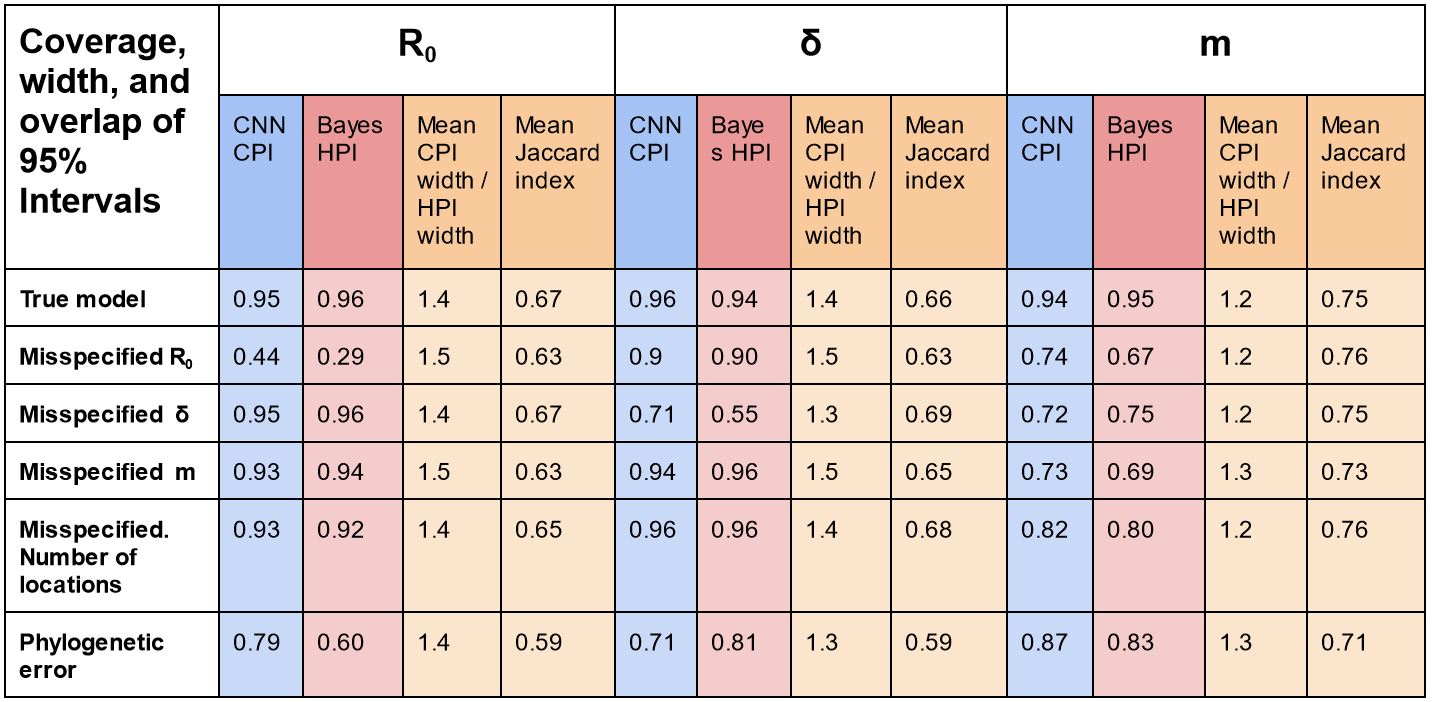 Coverage,
width, and
overlap of
95%
Intervals
R₀
δ
m
CNN
CPI
Bayes
HPI
Mean
CPI
width /
HPI
width
Mean
Jaccard
index
CNN
CPI
Baye
s HPI
Mean
CPI
width /
HPI
width
Mean
Jaccard
index
CNN
CPI
Bayes
HPI
Mean
CPI
width /
HPI
width
Mean
Jaccard
index
True model 0.95 0.96 1.4 0.67 0.96 0.94 1.4 0.66 0.94 0.95 1.2 0.75
Misspecified R₀ 0.44 0.29 1.5 0.63 0.9 0.90 1.5 0.63 0.74 0.67 1.2 0.76
Misspecified δ 0.95 0.96 1.4 0.67 0.71 0.55 1.3 0.69 0.72 0.75 1.2 0.75
Misspecified m 0.93 0.94 1.5 0.63 0.94 0.96 1.5 0.65 0.73 0.69 1.3 0.73
Misspecified. 0.93 0.92 1.4 0.65 0.96 0.96 1.4 0.68 0.82 0.80 1.2 0.76
Number of
locations
Phylogenetic 0.79 0.60 1.4 0.59 0.71 0.81 1.3 0.59 0.87 0.83 1.3 0.71
error